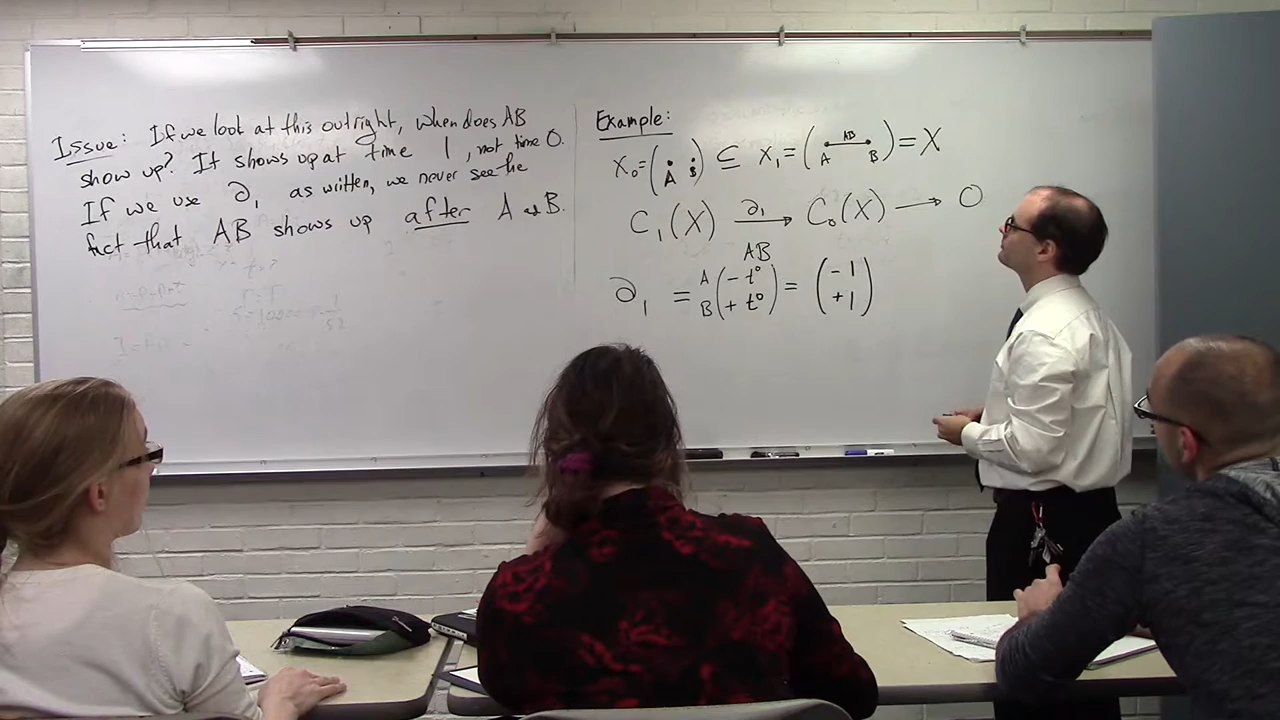 Issue: If we look at this outright, when does AB
show up? It shows up at time 1, not time 0.
If we use ∂₁ as written, we never see the
fact that AB shows up after A & B.
Example:
X₀ = (A B) ⊆ X₁ = (A AB B) = X
C₁(X) ∂₁→ C₀(X) → 0
AB
∂₁ = A B (-t⁰ +t⁰) = (-1 +1)